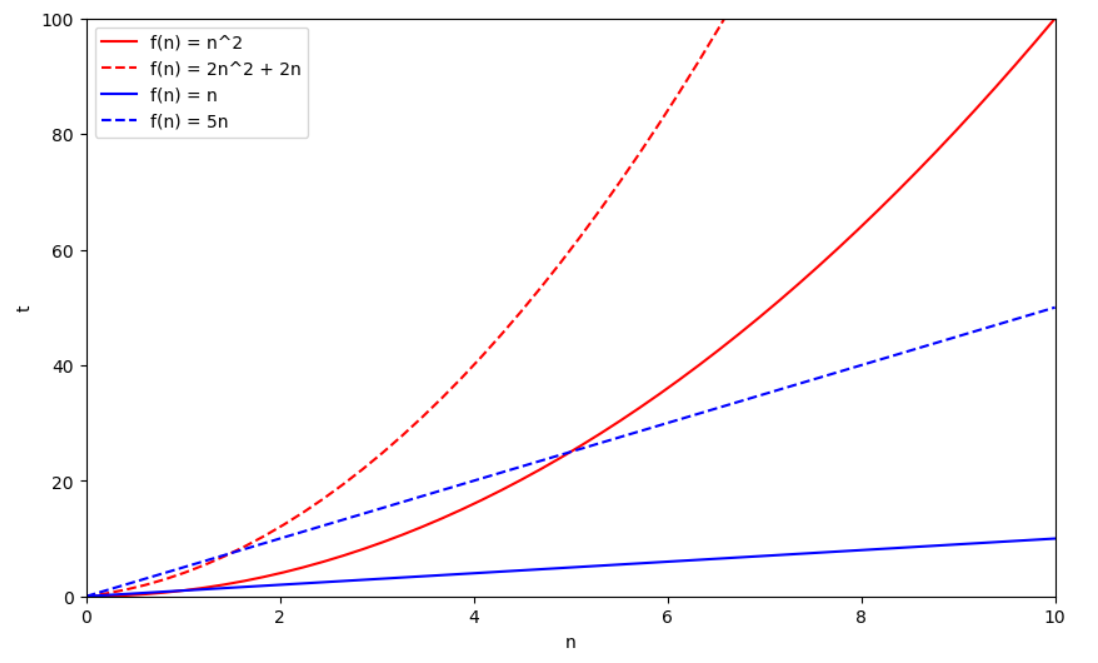 100
80
60
40
20
0
t
f(n) = n^2
f(n) = 2n^2 + 2n
f(n) = n
f(n) = 5n
0 2 4 6 8 10
n